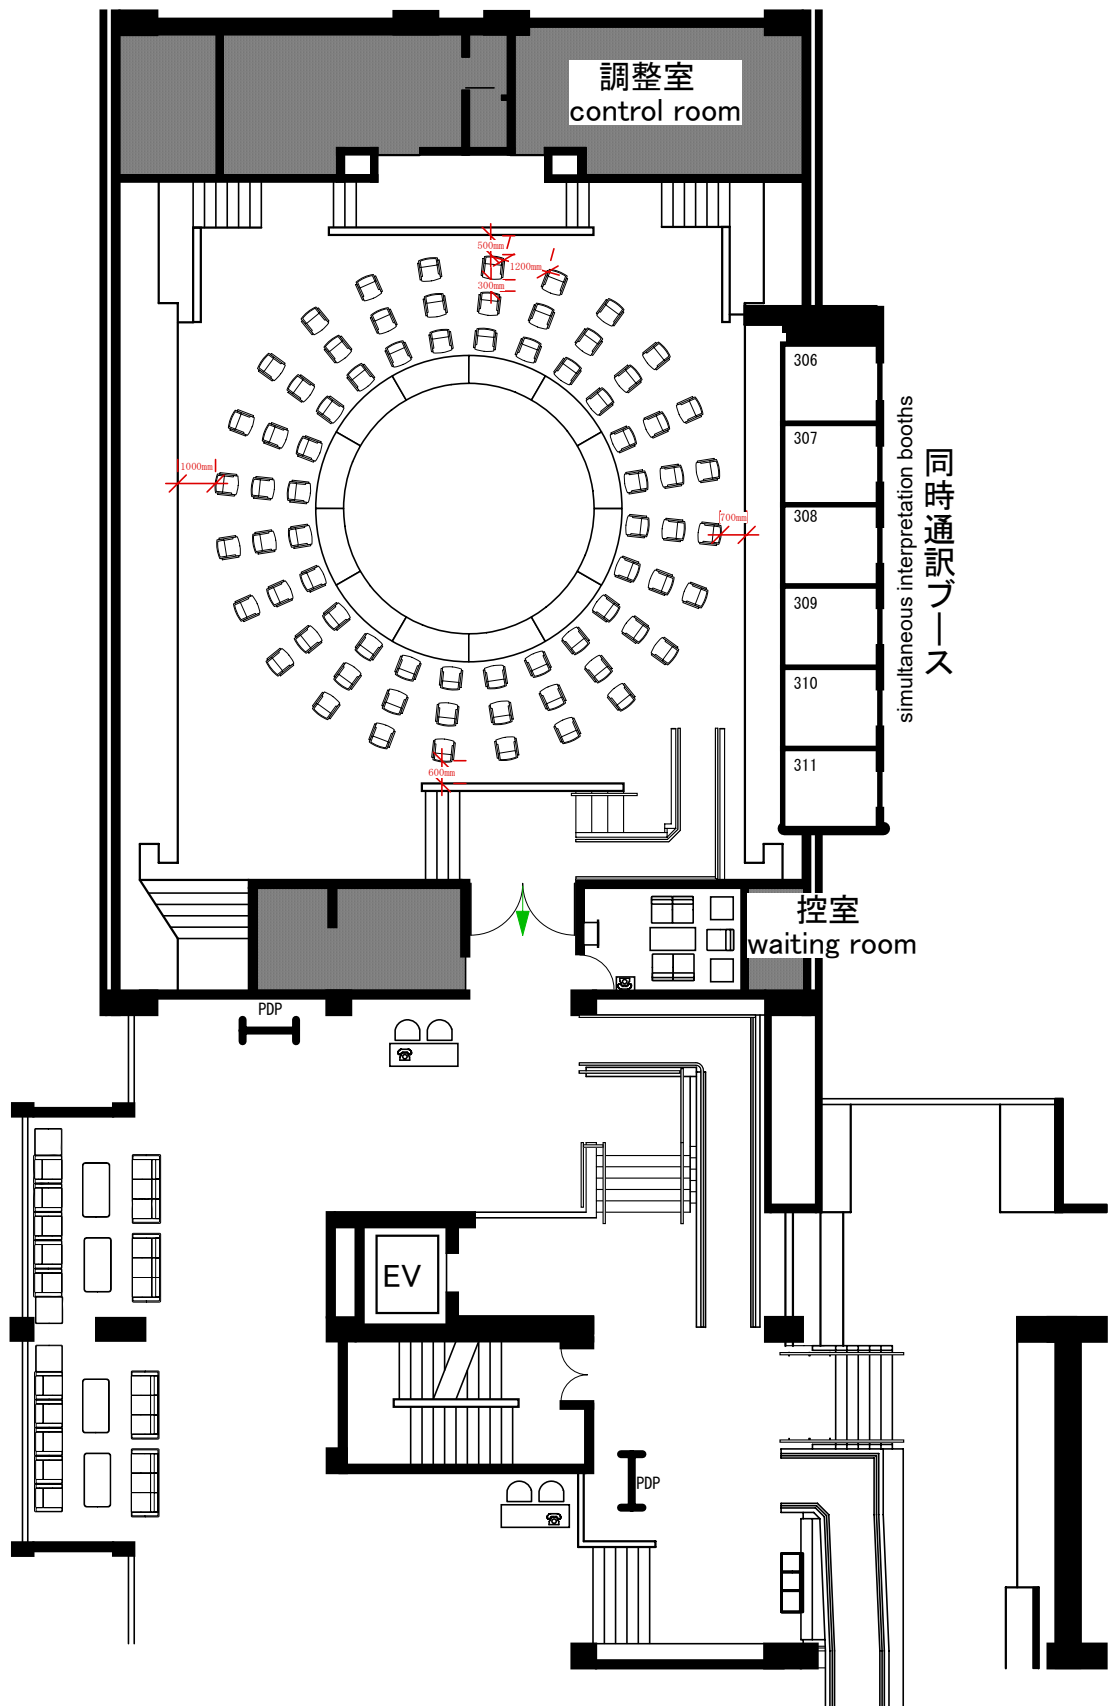 調整室
control room
500mm
1200mm
300mm
306
307
308
309
310
311
simultaneous interpretation booths
同時通訳ブース
1000mm
700mm
600mm
控室
waiting room
PDP
EV
PDP